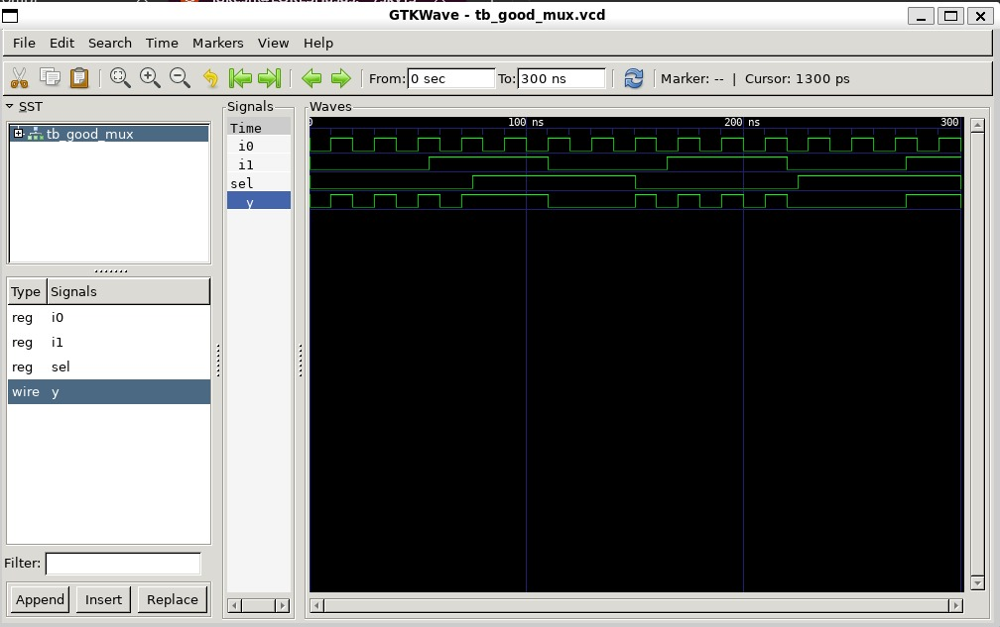 GTKWave - tb_good_mux.vcd
File Edit Search Time Markers View Help
From: 0 sec To: 300 ns Marker: -- | Cursor: 1300 ps
SST
tb_good_mux
Type Signals
reg i0
reg i1
reg sel
wire y
Filter:
Append Insert Replace
Signals
Time
i0
i1
sel
y
Waves
0 100 ns 200 ns 300